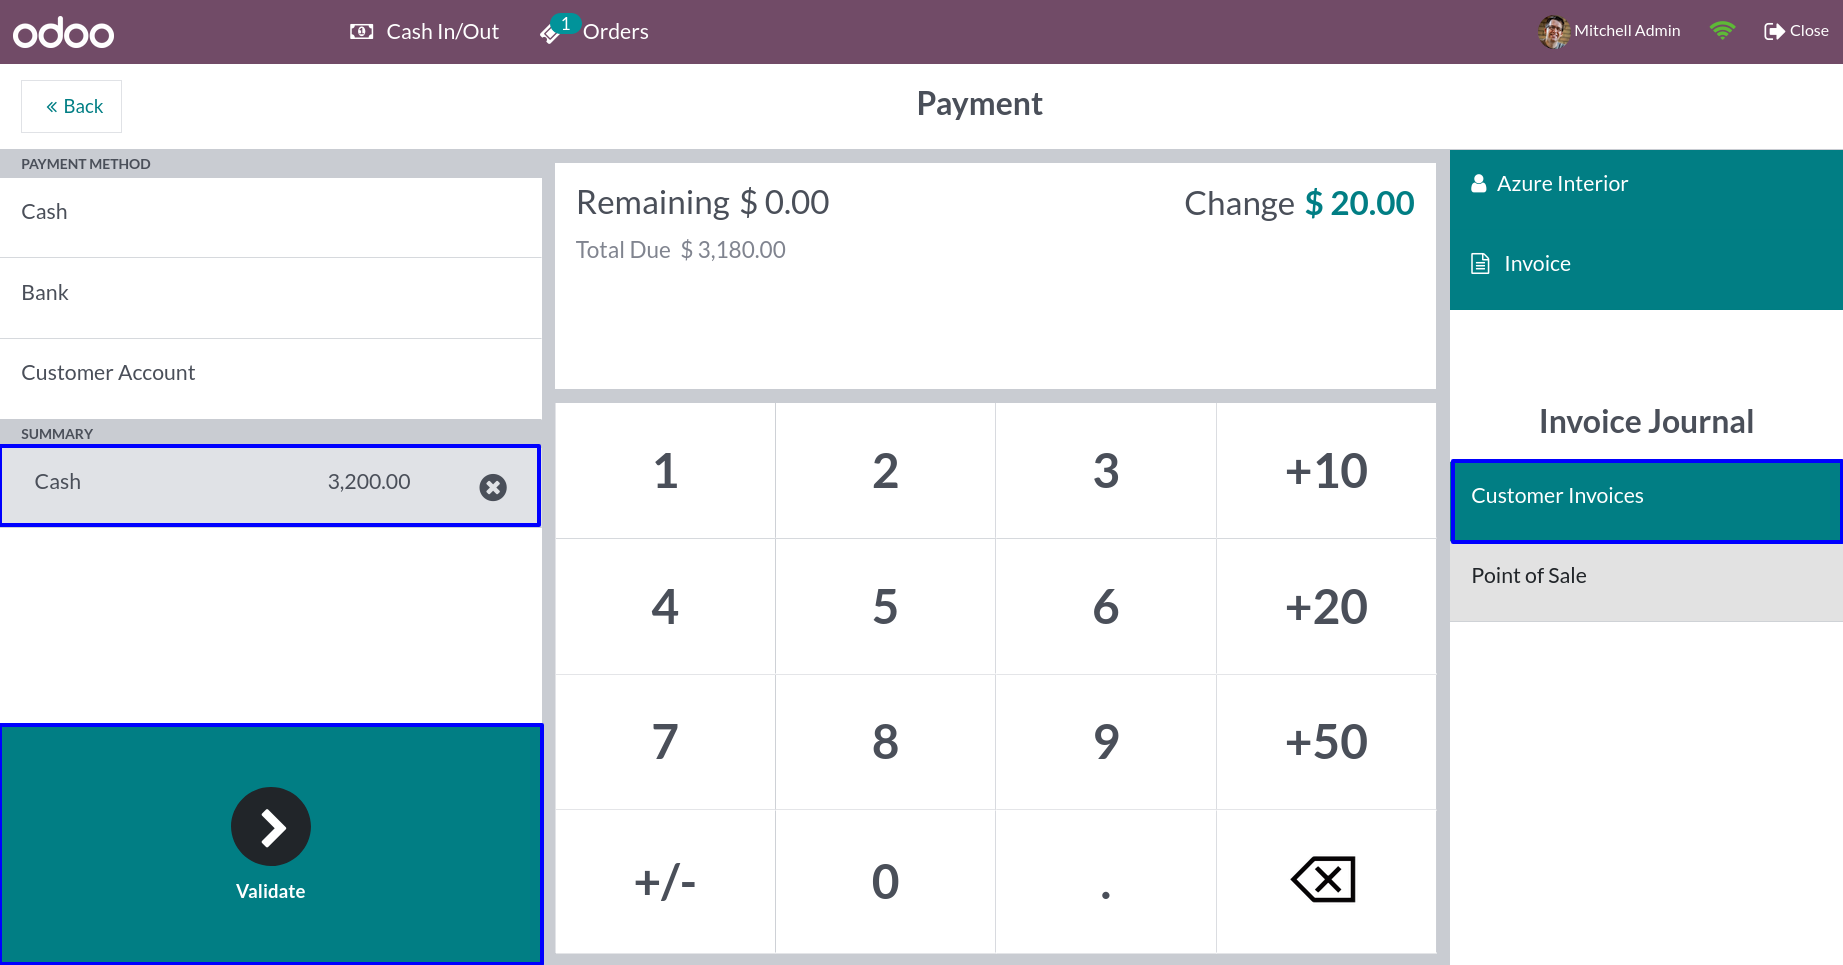 odoo
Cash In/Out
1
Orders
Mitchell Admin
Close
« Back
Payment
PAYMENT METHOD
Cash
Bank
Customer Account
SUMMARY
Cash 3,200.00
Validate
Remaining $ 0.00
Change $ 20.00
Total Due $ 3,180.00
1 2 3 +10
4 5 6 +20
7 8 9 +50
+/- 0 .
Azure Interior
Invoice
Invoice Journal
Customer Invoices
Point of Sale